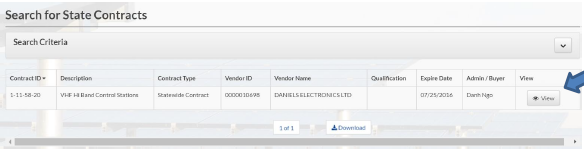 Search for State Contracts
Search Criteria
Contract ID Description Contract Type Vendor ID Vendor Name Qualification Expire Date Admin / Buyer View
1-11-58-20 VHF Hi Band Control Stations Statewide Contract 0000010698 DANIELS ELECTRONICS LTD 07/25/2016 Danh Ngo View
1 of 1 Download